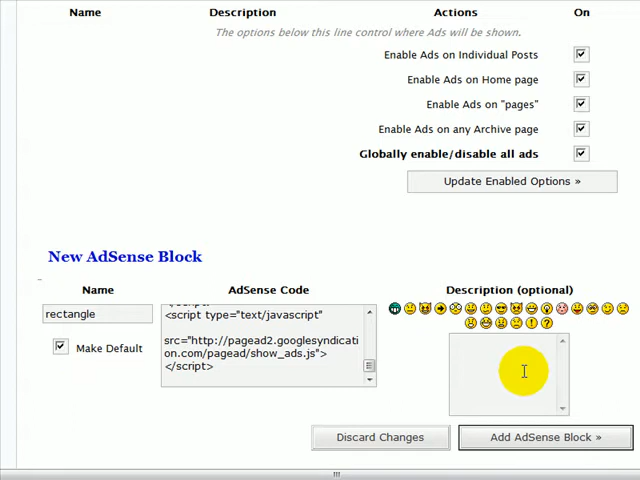 Name Description Actions On
The options below this line control where Ads will be shown.
Enable Ads on Individual Posts
Enable Ads on Home page
Enable Ads on "pages"
Enable Ads on any Archive page
Globally enable/disable all ads
Update Enabled Options »
New AdSense Block
Name AdSense Code Description (optional)
rectangle
Make Default
<script type="text/javascript"
src="http://pagead2.googlesyndicati
on.com/pagead/show_ads.js">
</script>
Discard Changes Add AdSense Block »